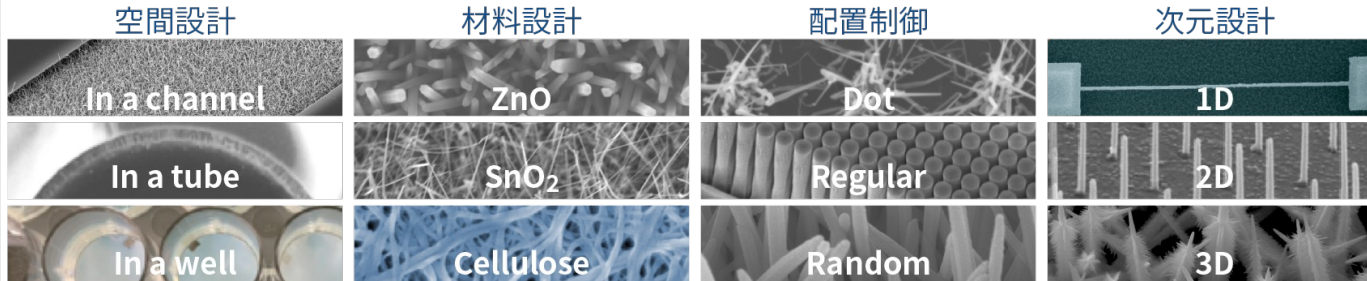 空間設計
材料設計
配置制御
次元設計
In a channel
ZnO
Dot
1D
In a tube
SnO₂
Regular
2D
In a well
Cellulose
Random
3D